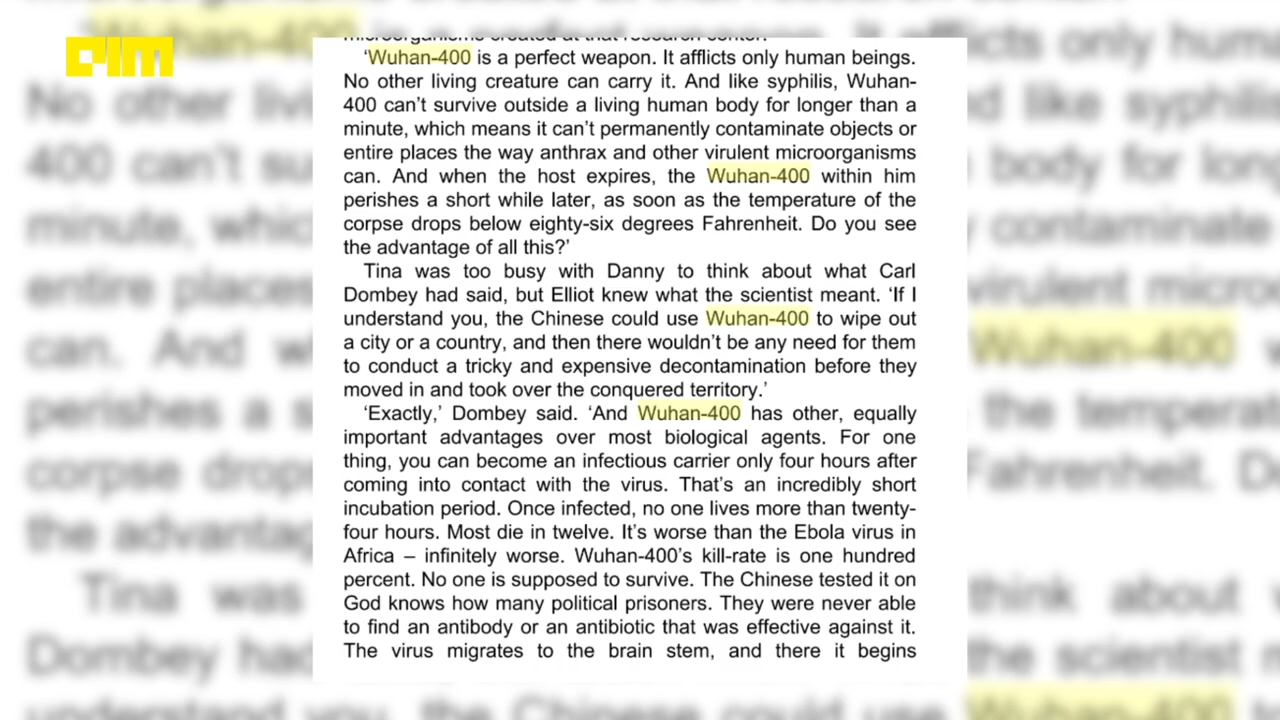 AIM
microorganisms created at that research center.
‘Wuhan-400 is a perfect weapon. It afflicts only human beings.
No other living creature can carry it. And like syphilis, Wuhan-
400 can’t survive outside a living human body for longer than a
minute, which means it can’t permanently contaminate objects or
entire places the way anthrax and other virulent microorganisms
can. And when the host expires, the Wuhan-400 within him
perishes a short while later, as soon as the temperature of the
corpse drops below eighty-six degrees Fahrenheit. Do you see
the advantage of all this?’
Tina was too busy with Danny to think about what Carl
Dombey had said, but Elliot knew what the scientist meant. ‘If I
understand you, the Chinese could use Wuhan-400 to wipe out
a city or a country, and then there wouldn’t be any need for them
to conduct a tricky and expensive decontamination before they
moved in and took over the conquered territory.’
‘Exactly,’ Dombey said. ‘And Wuhan-400 has other, equally
important advantages over most biological agents. For one
thing, you can become an infectious carrier only four hours after
coming into contact with the virus. That’s an incredibly short
incubation period. Once infected, no one lives more than twenty-
four hours. Most die in twelve. It’s worse than the Ebola virus in
Africa – infinitely worse. Wuhan-400’s kill-rate is one hundred
percent. No one is supposed to survive. The Chinese tested it on
God knows how many political prisoners. They were never able
to find an antibody or an antibiotic that was effective against it.
The virus migrates to the brain stem, and there it begins